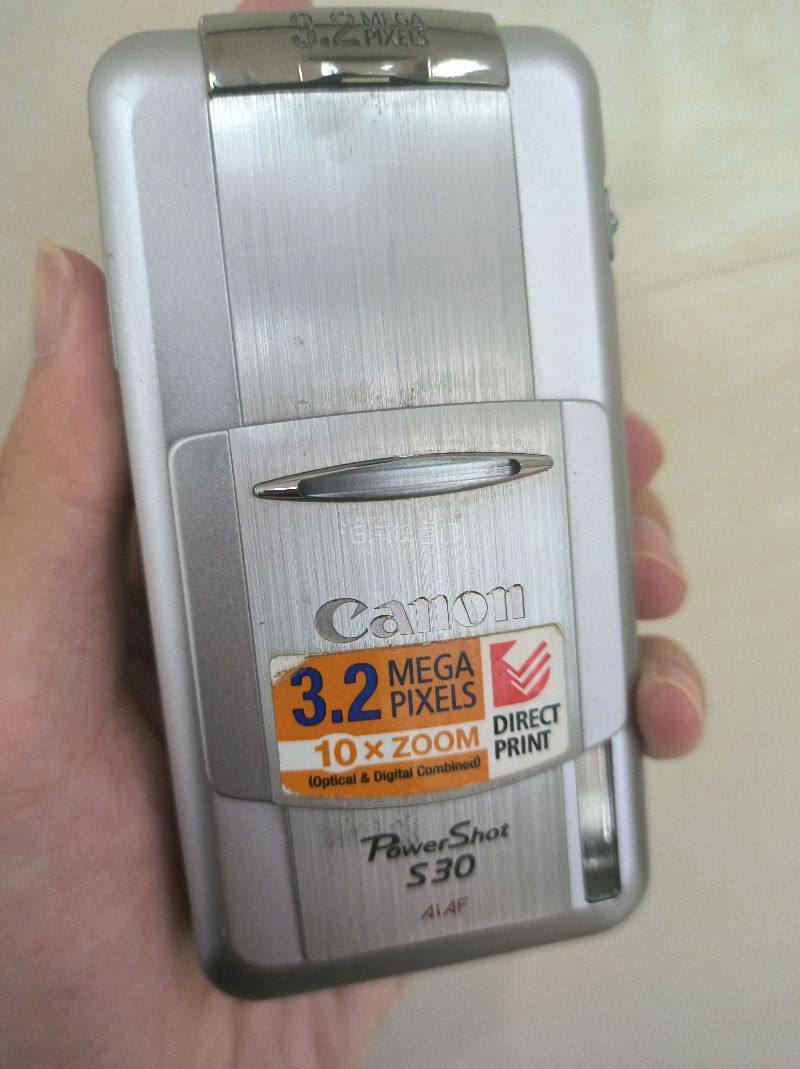 3.2 MEGA
PIXELS
Canon
3.2 MEGA
PIXELS
10 x ZOOM
(Optical & Digital Combined)
DIRECT
PRINT
PowerShot
S30
AiAF